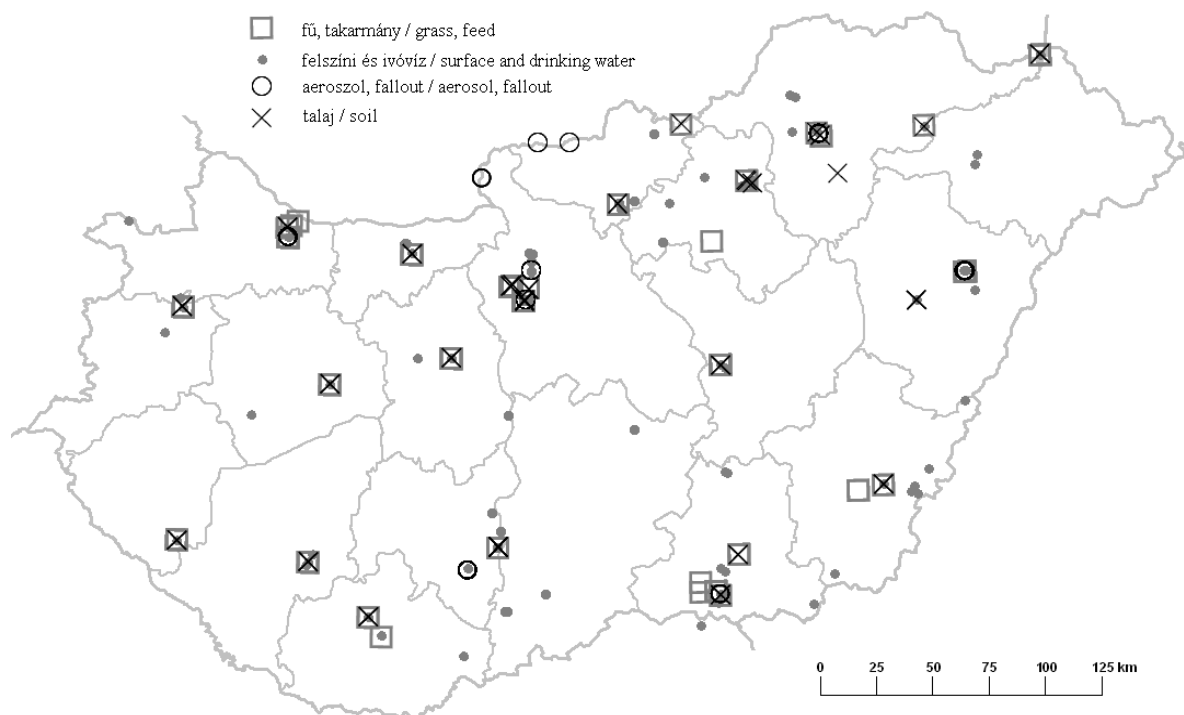 fű, takarmány / grass, feed
felszíni és ivóvíz / surface and drinking water
aeroszol, fallout / aerosol, fallout
talaj / soil
0 25 50 75 100 125 km